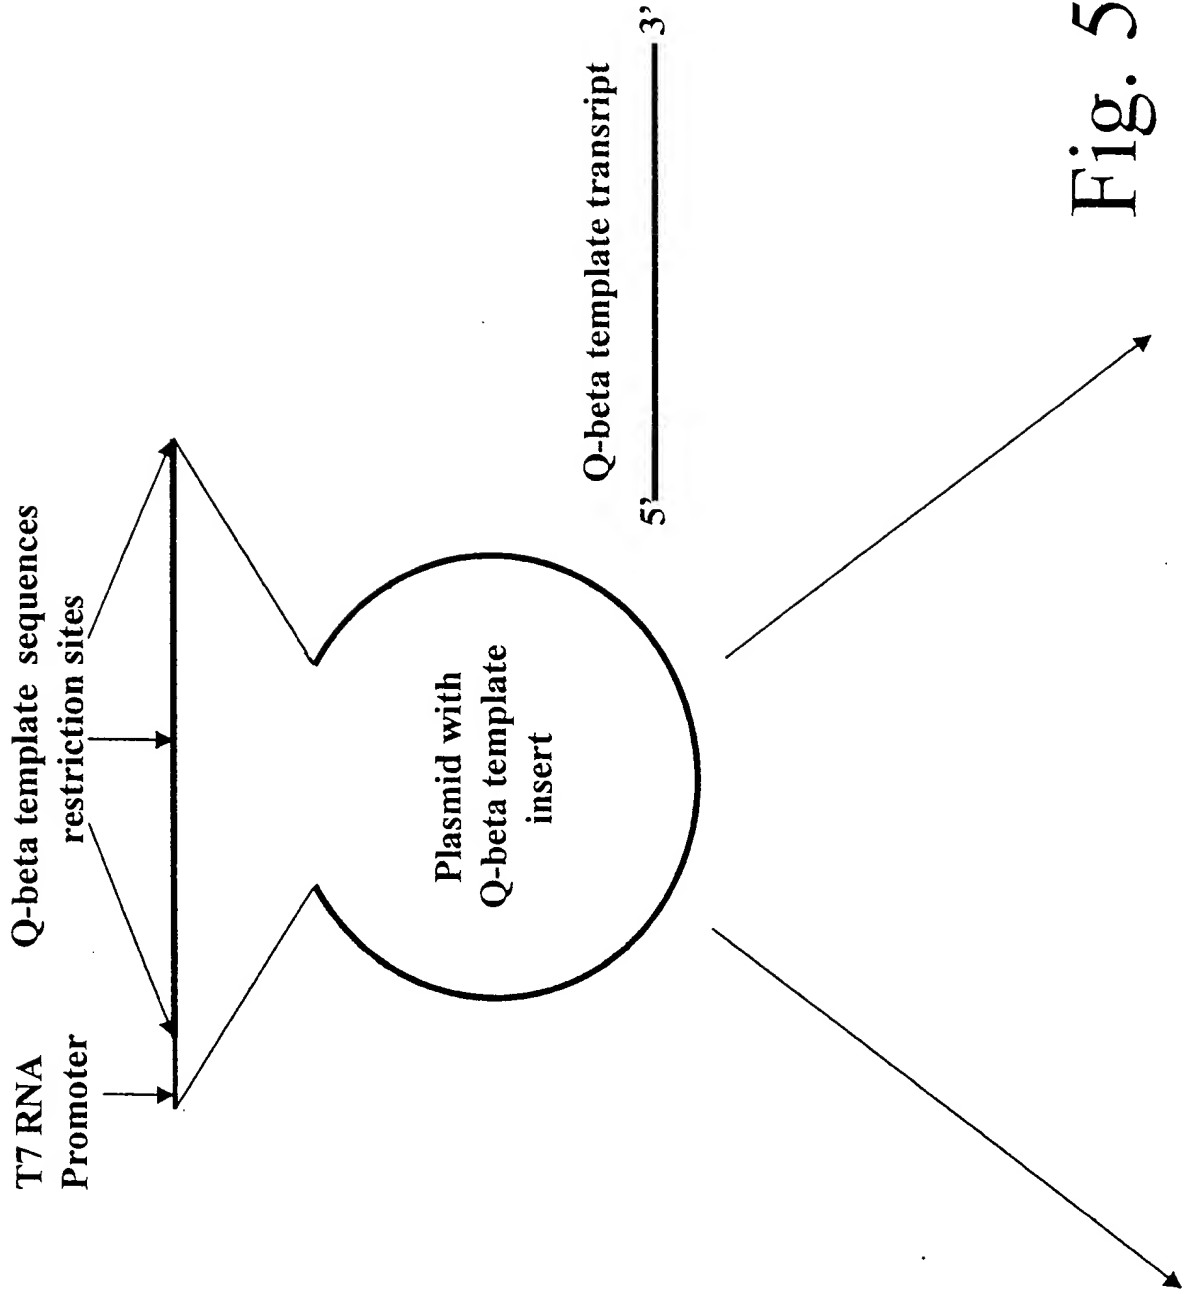 T7 RNA
Promoter
Q-beta template sequences
restriction sites
Plasmid with
Q-beta template
insert
Q-beta template transript
5' 3'
Fig. 5